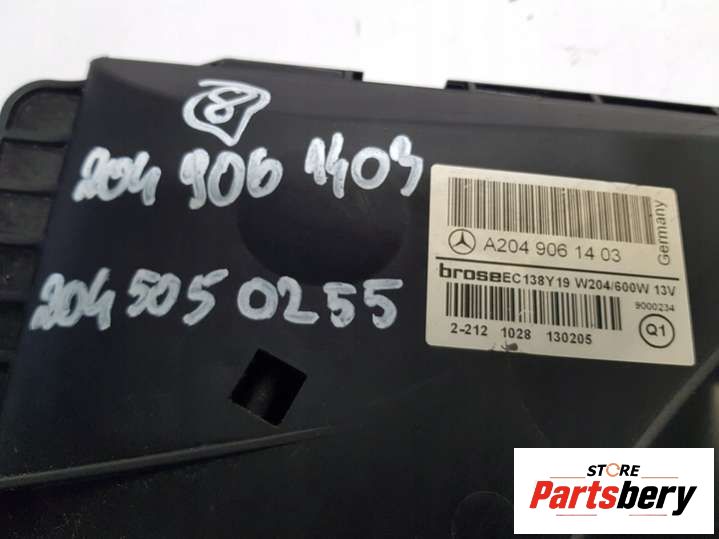 8
204 906 1403
204 505 0255
A204 906 14 03
Germany
brose EC138Y19 W204/600W 13V
9000234
2-212 1028 130205
Q1
STORE
Partsbery